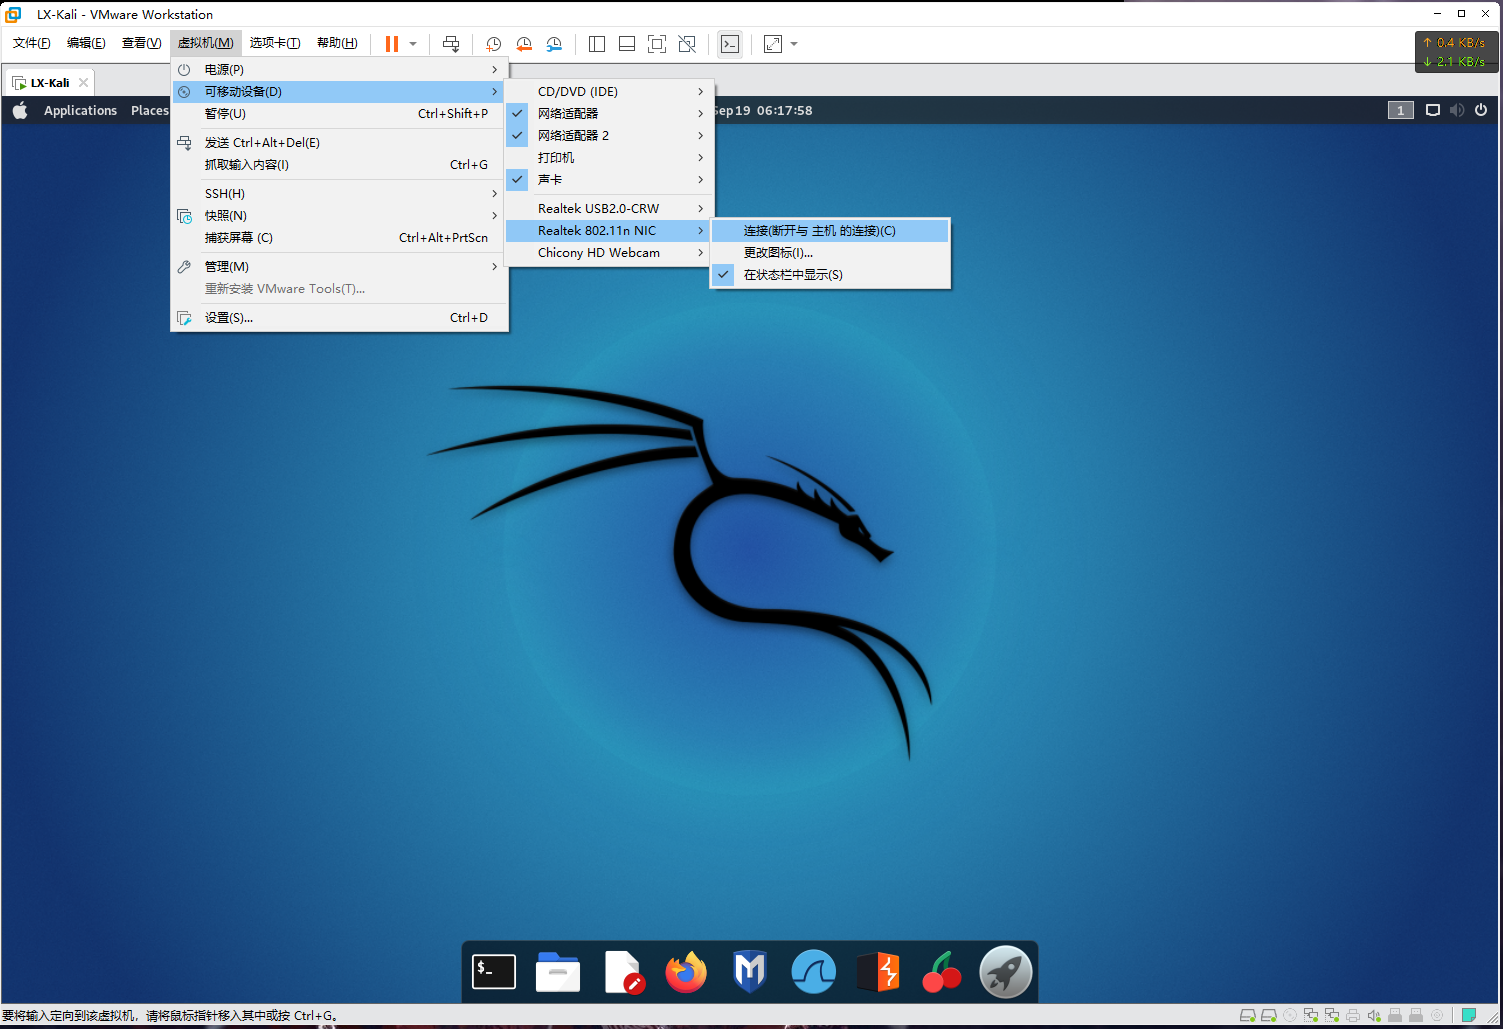 LX-Kali - VMware Workstation
文件(F) 编辑(E) 查看(V) 虚拟机(M) 选项卡(T) 帮助(H)
↑ 0.4 KB/s
↓ 2.1 KB/s
LX-Kali
Applications Places
Sep19 06:17:58
1
电源(P)
可移动设备(D)
暂停(U) Ctrl+Shift+P
发送 Ctrl+Alt+Del(E)
抓取输入内容(I) Ctrl+G
SSH(H)
快照(N)
捕获屏幕 (C) Ctrl+Alt+PrtScn
管理(M)
重新安装 VMware Tools(T)...
设置(S)... Ctrl+D
CD/DVD (IDE)
网络适配器
网络适配器 2
打印机
声卡
Realtek USB2.0-CRW
Realtek 802.11n NIC
Chicony HD Webcam
连接(断开与 主机 的连接)(C)
更改图标(I)...
在状态栏中显示(S)
$_
要将输入定向到该虚拟机，请将鼠标指针移入其中或按 Ctrl+G。